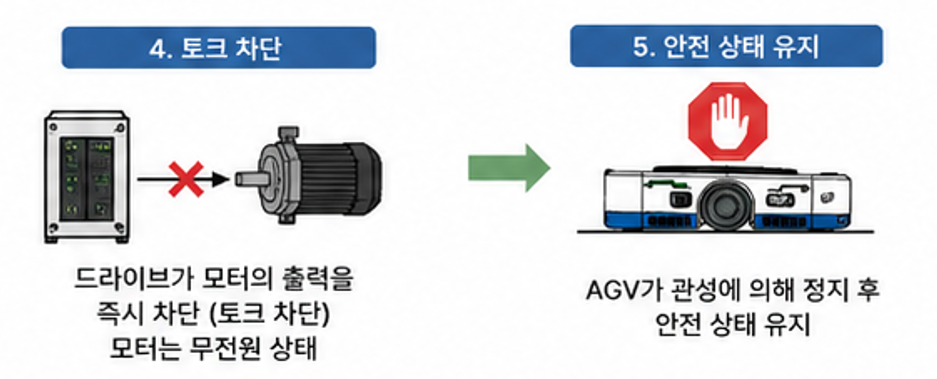 4. 토크 차단
드라이브가 모터의 출력을
즉시 차단 (토크 차단)
모터는 무전원 상태
5. 안전 상태 유지
AGV가 관성에 의해 정지 후
안전 상태 유지